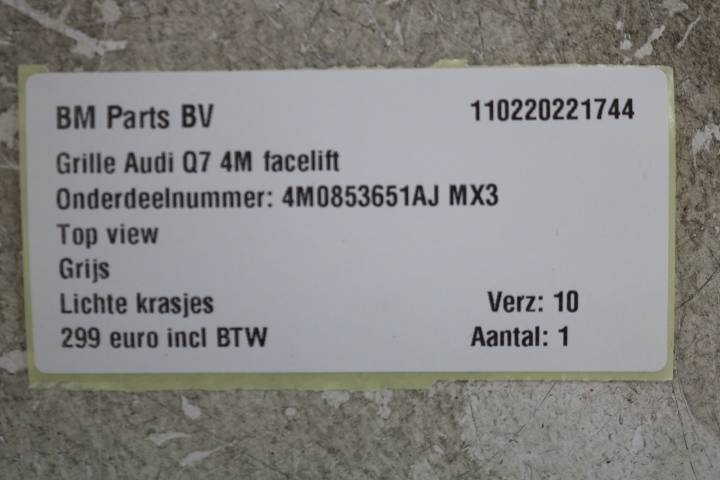 BM Parts BV 110220221744
Grille Audi Q7 4M facelift
Onderdeelnummer: 4M0853651AJ MX3
Top view
Grijs
Lichte krasjes Verz: 10
299 euro incl BTW Aantal: 1